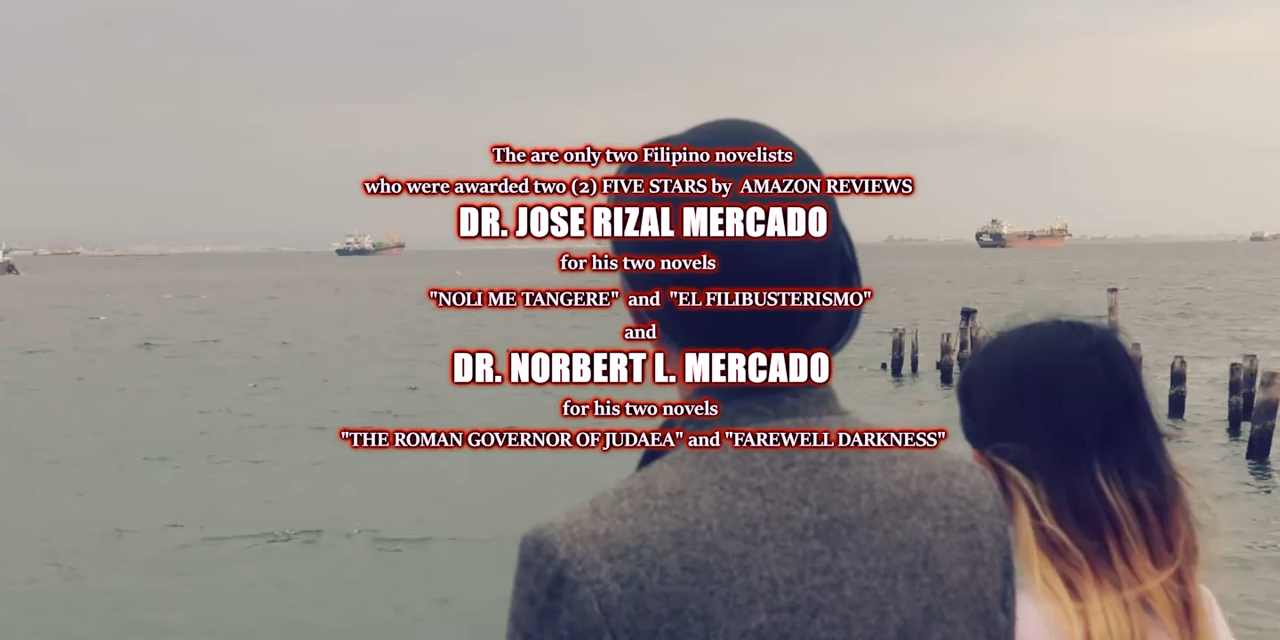 The are only two Filipino novelists
who were awarded two (2) FIVE STARS by AMAZON REVIEWS
DR. JOSE RIZAL MERCADO
for his two novels
"NOLI ME TANGERE" and "EL FILIBUSTERISMO"
and
DR. NORBERT L. MERCADO
for his two novels
"THE ROMAN GOVERNOR OF JUDAEA" and "FAREWELL DARKNESS"